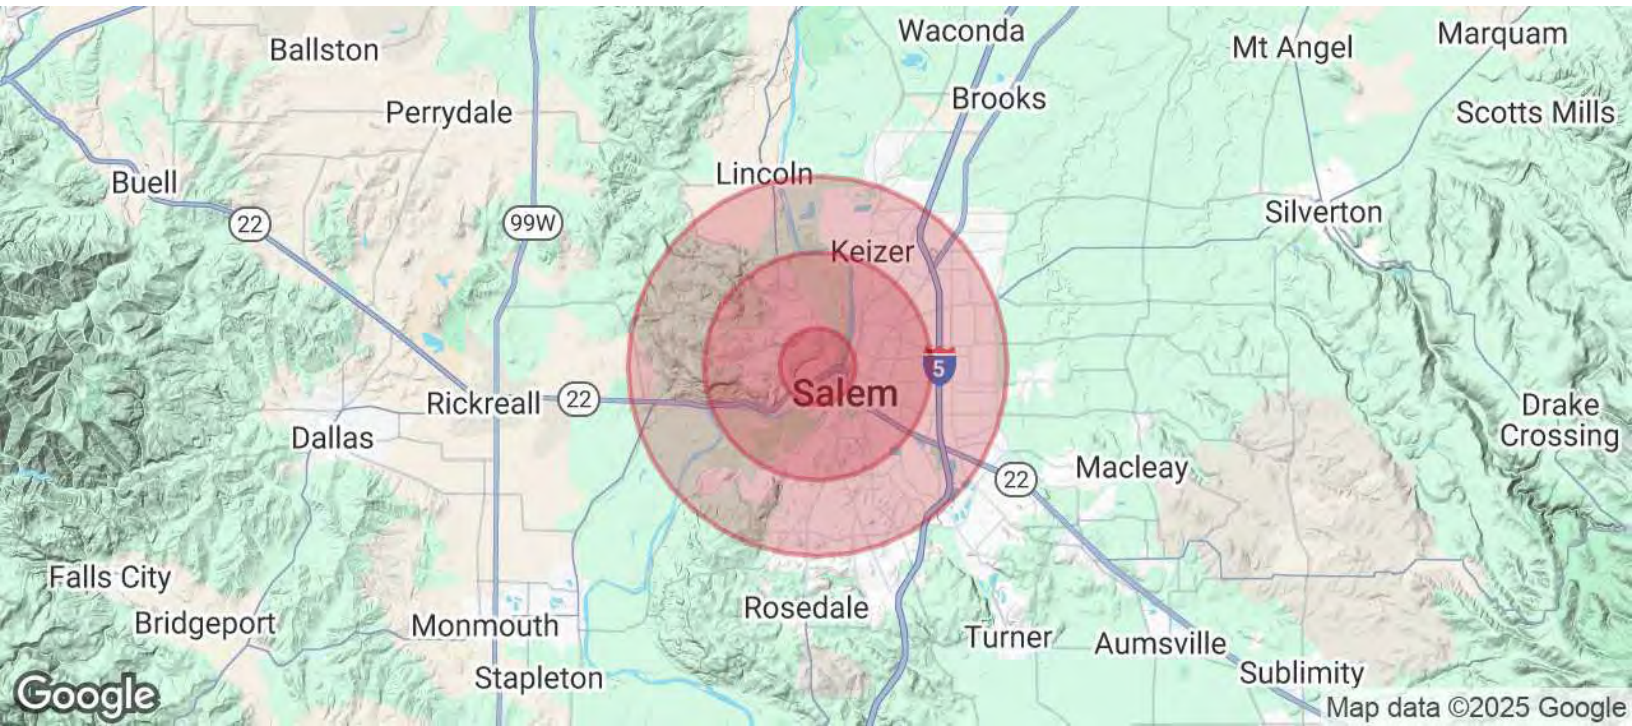 Waconda
Ballston
Mt Angel
Marquam
Perrydale
Brooks
Scotts Mills
Lincoln
Buell
22
99W
Silverton
Keizer
5
Salem
Rickreall
22
Drake
Crossing
Dallas
Macleay
22
Falls City
Rosedale
Bridgeport
Monmouth
Turner
Aumsville
Stapleton
Sublimity
Google
Map data ©2025 Google